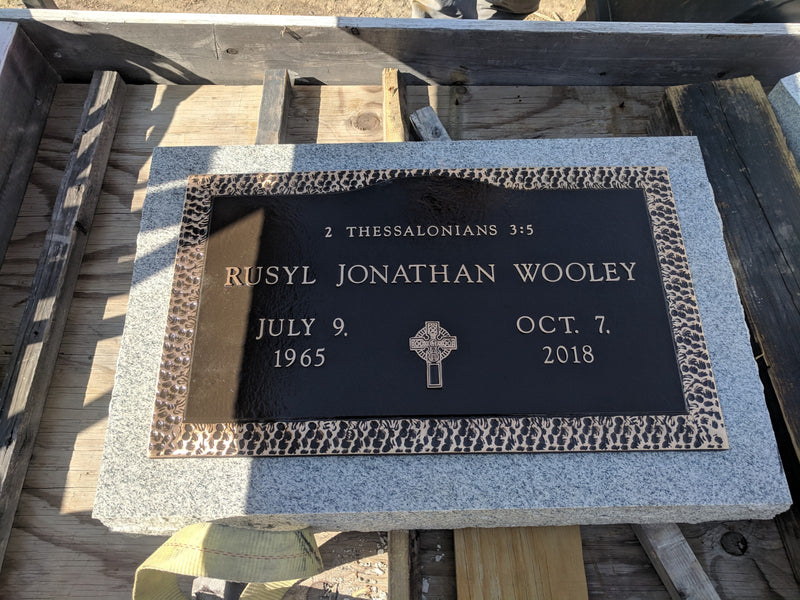 2 THESSALONIANS 3:5
RUSYL JONATHAN WOOLEY
JULY 9, OCT. 7,
1965 2018